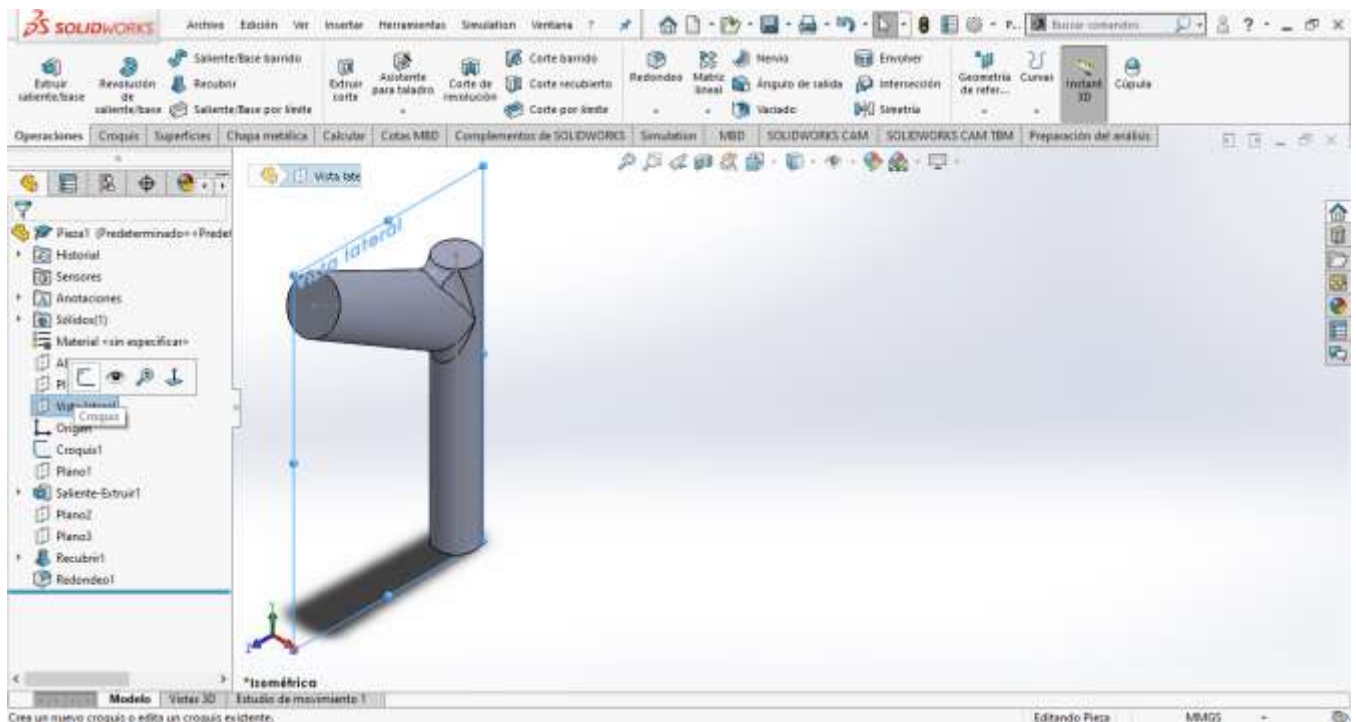 SOLIDWORKS Archivo Edición Ver Insertar Herramientas Simulation Ventana ? Buscar comandos
Extruir saliente/base
Revolución de saliente/base
Saliente/Base barrido
Recubrir
Saliente/Base por límite
Extruir corte
Asistente para taladro
Corte de revolución
Corte barrido
Corte recubierto
Corte por límite
Redondeo
Matriz lineal
Nervio
Ángulo de salida
Vaciado
Envolver
Intersección
Simetría
Geometría de refer...
Curvas
Instant 3D
Cúpula
Operaciones Croquis Superficies Chapa metálica Calcular Cotas MBD Complementos de SOLIDWORKS Simulation MBD SOLIDWORKS CAM SOLIDWORKS CAM TBM Preparación del análisis
Vista late
Vista lateral
Pieza1 (Predeterminado<<Predet
Historial
Sensores
Anotaciones
Sólidos(1)
Material <sin especificar>
Al
Pl
Vista lateral
Croquis
Origen
Croquis1
Plano1
Saliente-Extruir1
Plano2
Plano3
Recubrir1
Redondeo1
*Isométrica
Modelo Vistas 3D Estudio de movimiento 1
Crea un nuevo croquis o edita un croquis existente. Editando Pieza MMGS